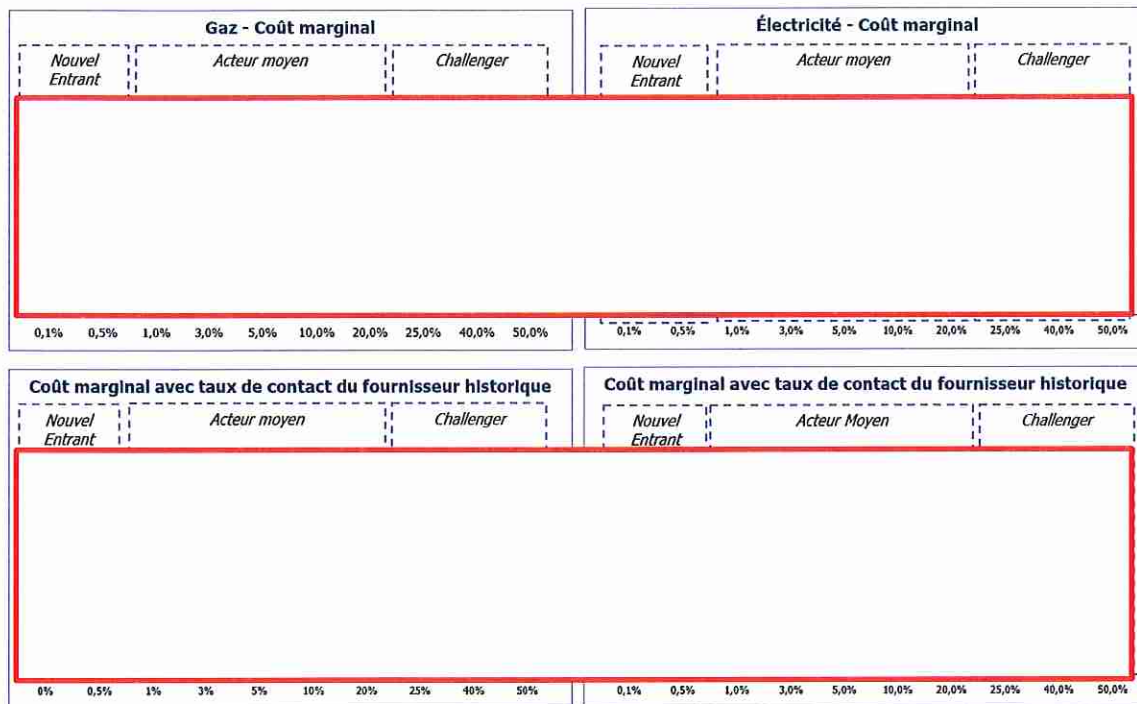 Gaz - Coût marginal
Nouvel
Entrant
Acteur moyen
Challenger
0,1% 0,5% 1,0% 3,0% 5,0% 10,0% 20,0% 25,0% 40,0% 50,0%
Électricité - Coût marginal
Nouvel
Entrant
Acteur moyen
Challenger
0,1% 0,5% 1,0% 3,0% 5,0% 10,0% 20,0% 25,0% 40,0% 50,0%
Coût marginal avec taux de contact du fournisseur historique
Nouvel
Entrant
Acteur moyen
Challenger
0% 0,5% 1% 3% 5% 10% 20% 25% 40% 50%
Coût marginal avec taux de contact du fournisseur historique
Nouvel
Entrant
Acteur Moyen
Challenger
0,1% 0,5% 1,0% 3,0% 5,0% 10,0% 20,0% 25,0% 40,0% 50,0%